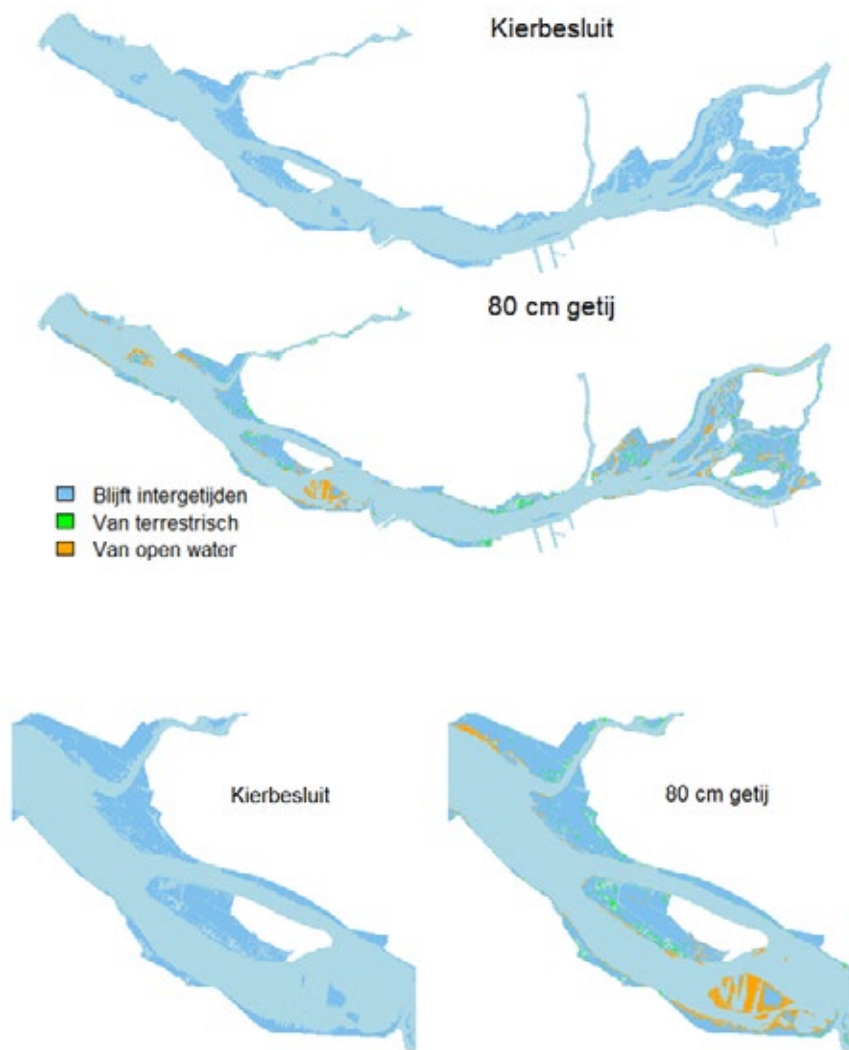 Kierbesluit
80 cm getij
Blijft intergetijden
Van terrestrisch
Van open water
Kierbesluit
80 cm getij